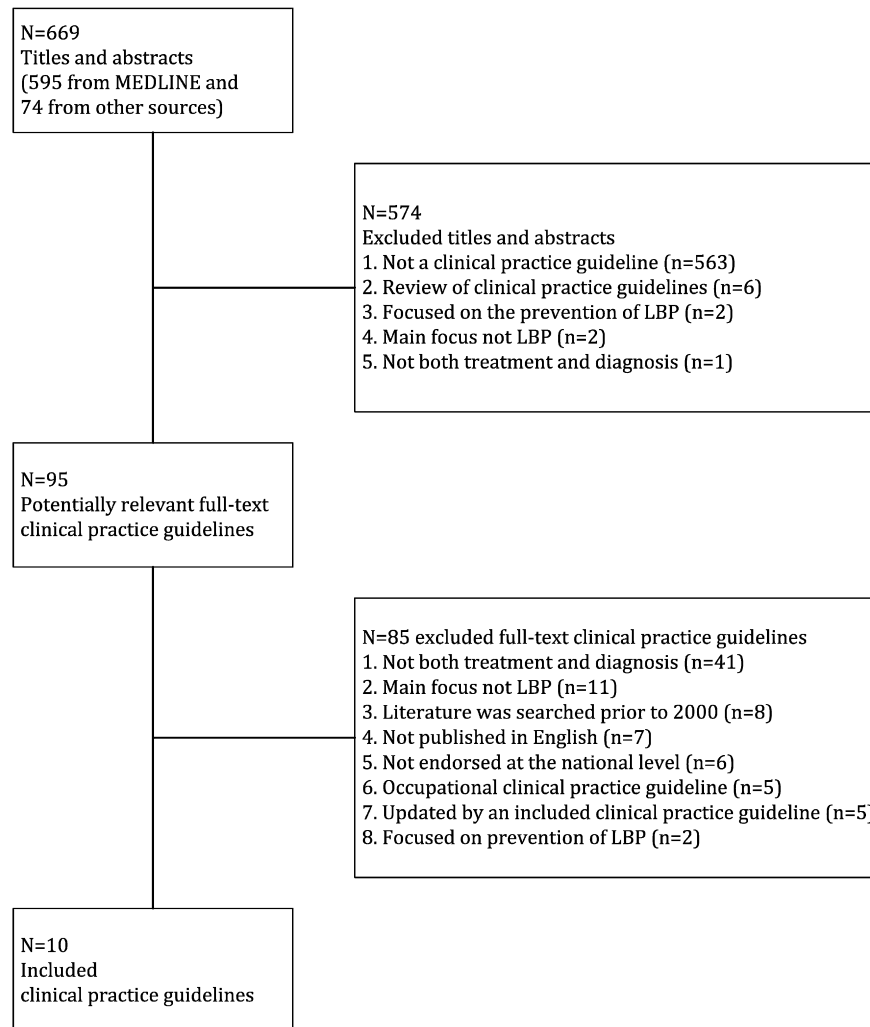 N=669
Titles and abstracts
(595 from MEDLINE and
74 from other sources)
N=574
Excluded titles and abstracts
1. Not a clinical practice guideline (n=563)
2. Review of clinical practice guidelines (n=6)
3. Focused on the prevention of LBP (n=2)
4. Main focus not LBP (n=2)
5. Not both treatment and diagnosis (n=1)
N=95
Potentially relevant full-text
clinical practice guidelines
N=85 excluded full-text clinical practice guidelines
1. Not both treatment and diagnosis (n=41)
2. Main focus not LBP (n=11)
3. Literature was searched prior to 2000 (n=8)
4. Not published in English (n=7)
5. Not endorsed at the national level (n=6)
6. Occupational clinical practice guideline (n=5)
7. Updated by an included clinical practice guideline (n=5)
8. Focused on prevention of LBP (n=2)
N=10
Included
clinical practice guidelines